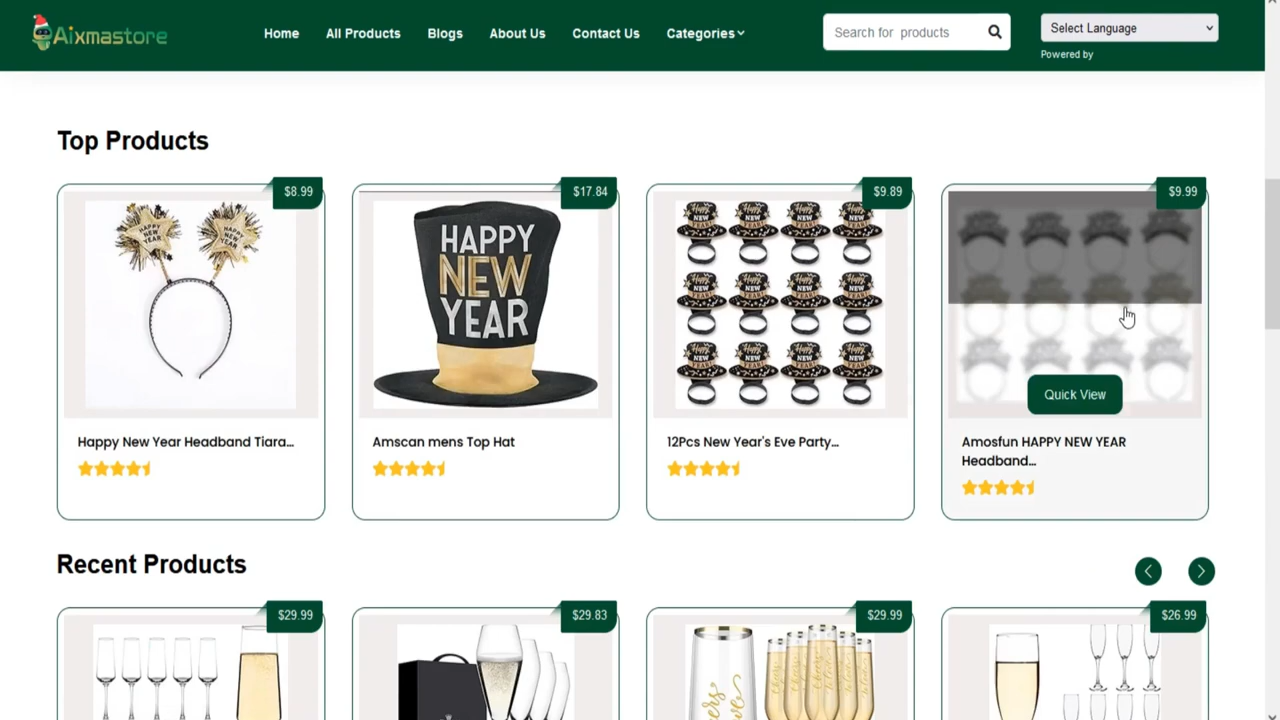 Aixmastore
Home
All Products
Blogs
About Us
Contact Us
Categories
Search for products
Select Language
Powered by
Top Products
$8.99
$17.84
$9.89
$9.99
HAPPY
NEW
YEAR
Quick View
Happy New Year Headband Tiara...
Amscan mens Top Hat
12Pcs New Year's Eve Party...
Amosfun HAPPY NEW YEAR
Headband...
Recent Products
$29.99
$29.83
$29.99
$26.99